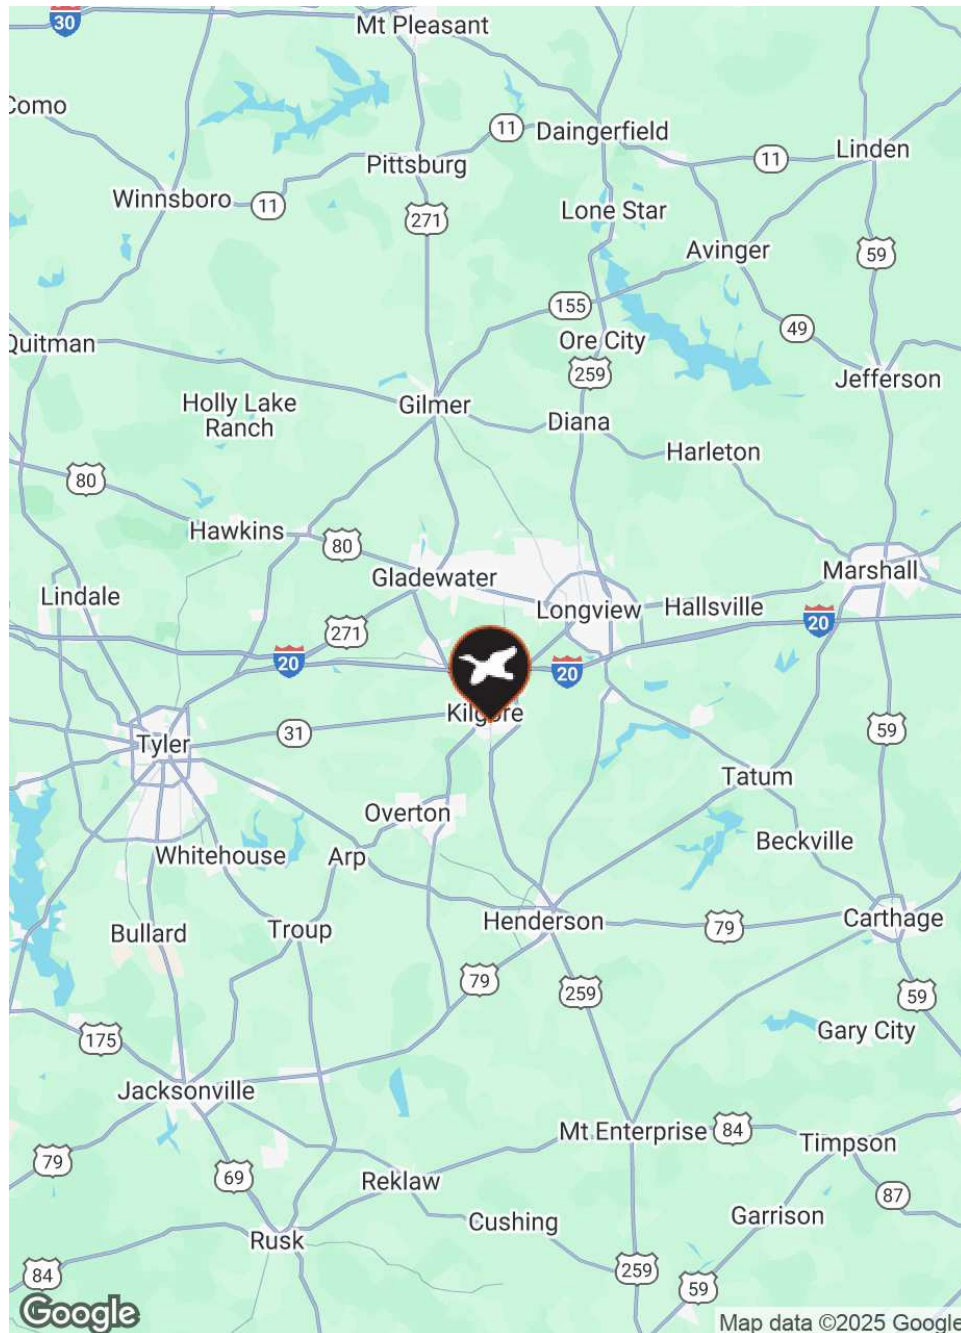 30
Mt Pleasant
Como
11
Daingerfield
11
Linden
Pittsburg
Winnsboro
11
271
Lone Star
Avinger
59
155
49
Quitman
Ore City
259
Jefferson
Holly Lake
Ranch
Gilmer
Diana
Harleton
80
Hawkins
80
Gladewater
Marshall
Lindale
Longview
Hallsville
271
20
20
20
Kilgore
31
59
Tyler
Tatum
Overton
Beckville
Whitehouse
Arp
Henderson
79
Carthage
Bullard
Troup
79
259
59
175
Gary City
Jacksonville
Mt Enterprise
84
Timpson
79
69
Reklaw
87
Cushing
Garrison
Rusk
84
259
59
Google
Map data ©2025 Google